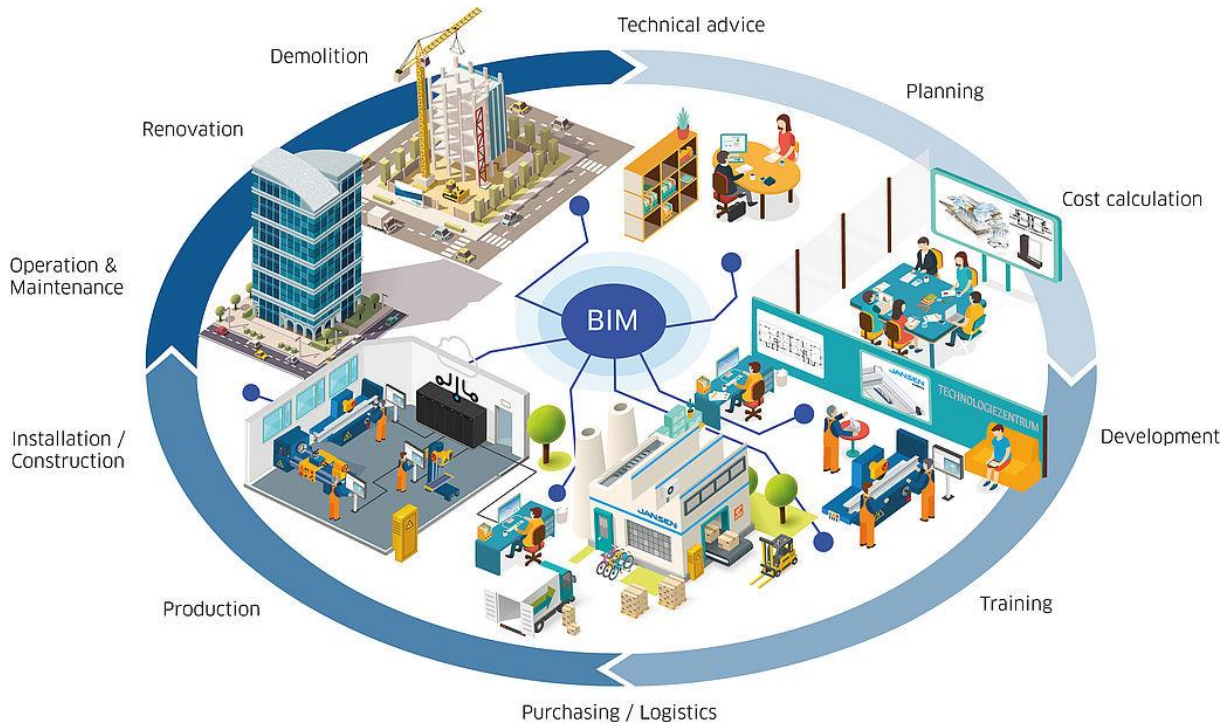 Technical advice
Demolition
Planning
Renovation
Cost calculation
Operation &
Maintenance
BIM
JANSEN
TECHNOLOGIEZENTRUM
Installation /
Construction
Development
JANSEN
Production
Training
Purchasing / Logistics